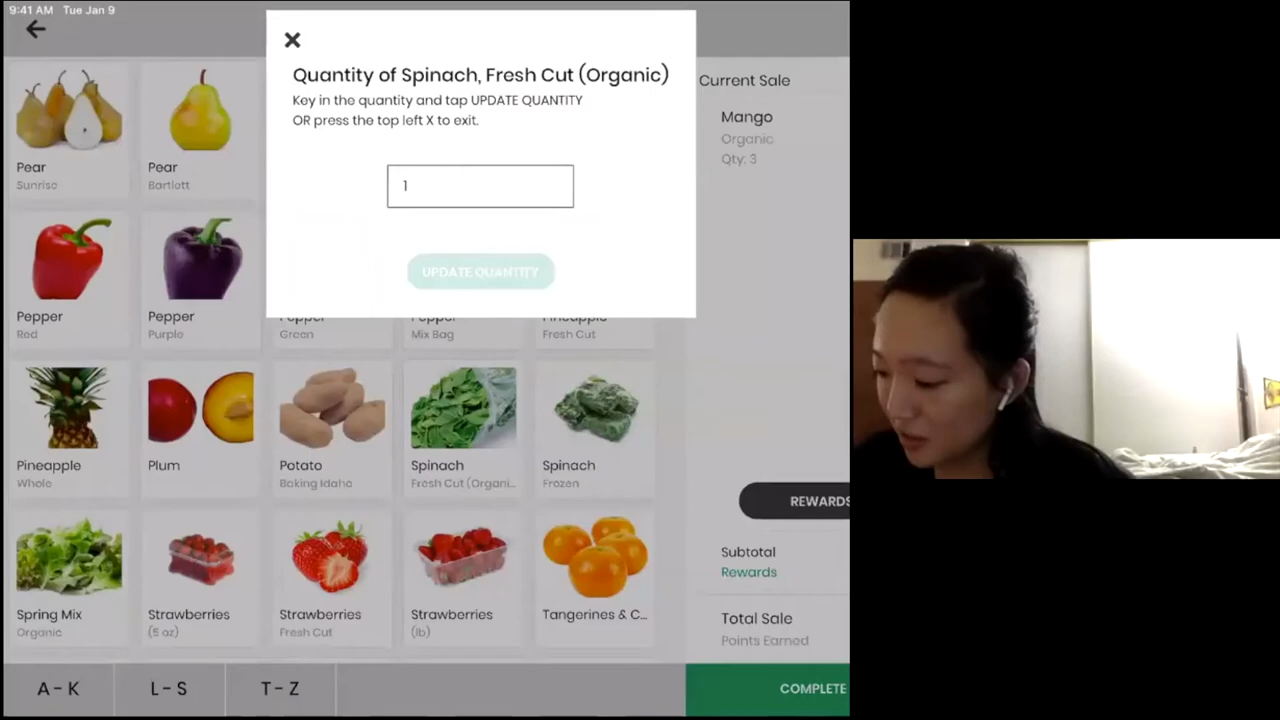 9:41 AM Tue Jan 9
Quantity of Spinach, Fresh Cut (Organic)
Key in the quantity and tap UPDATE QUANTITY
OR press the top left X to exit.
1
UPDATE QUANTITY
Current Sale
Mango
Organic
Qty: 3
Pear
Sunrise
Pear
Bartlett
Pepper
Red
Pepper
Purple
Pepper
Green
Pepper
Mix Bag
Pineapple
Fresh Cut
Pineapple
Whole
Plum
Potato
Baking Idaho
Spinach
Fresh Cut (Organi...
Spinach
Frozen
Spring Mix
Organic
Strawberries
(5 oz)
Strawberries
Fresh Cut
Strawberries
(lb)
Tangerines & C...
REWARDS
Subtotal
Rewards
Total Sale
Points Earned
A - K
L - S
T - Z
COMPLETE